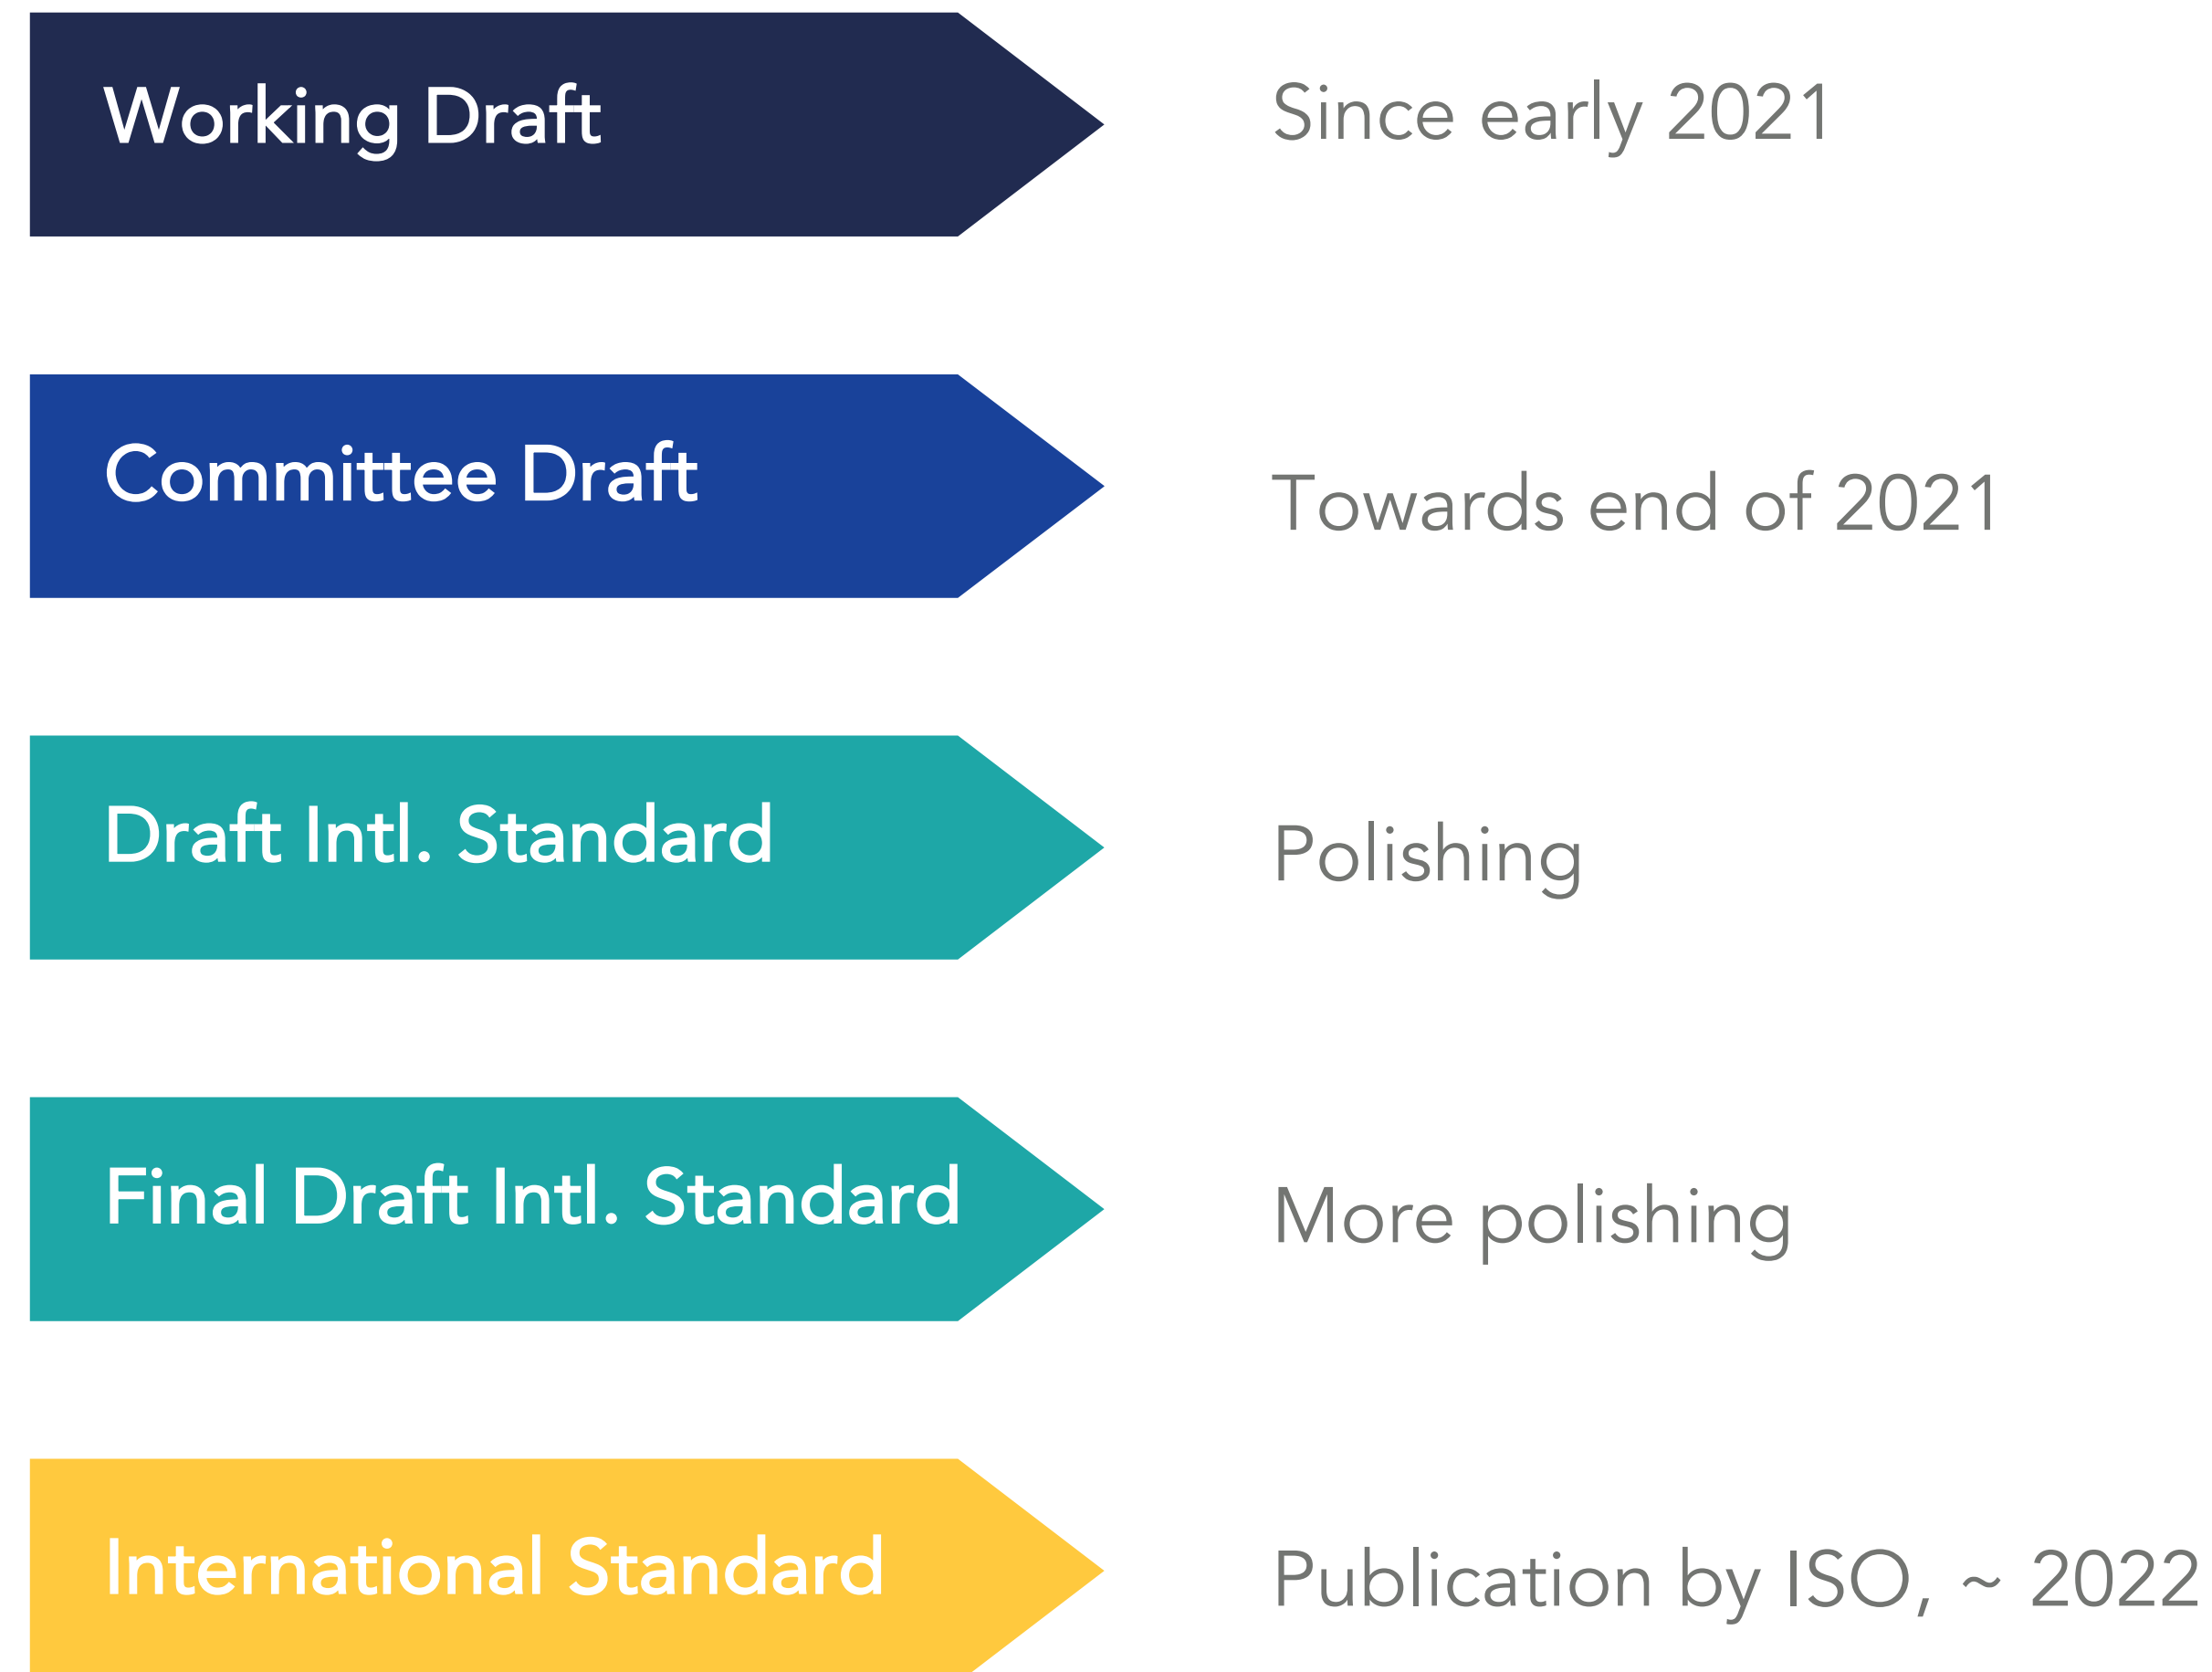 Working Draft
Since early 2021
Committee Draft
Towards end of 2021
Draft Intl. Standard
Polishing
Final Draft Intl. Standard
More polishing
International Standard
Publication by ISO, ~ 2022